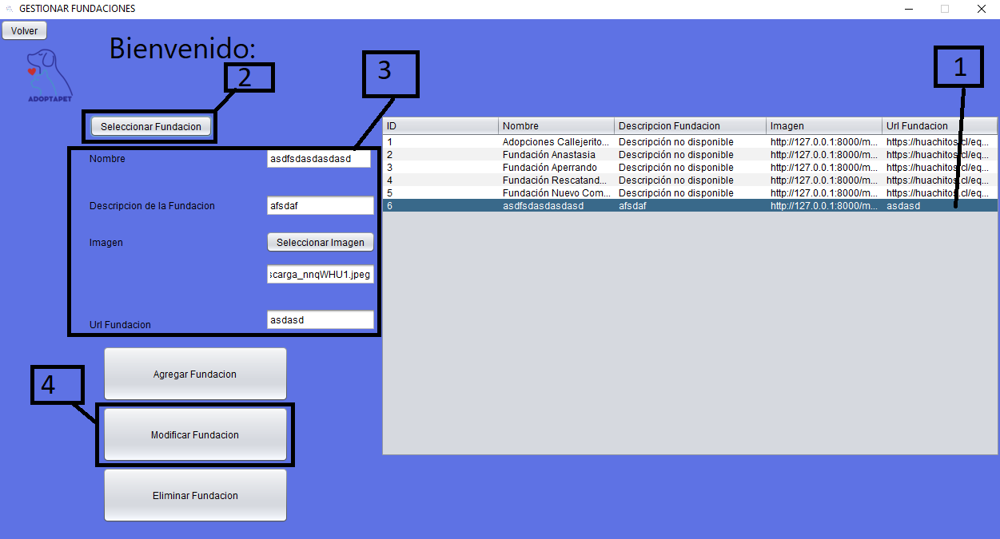 GESTIONAR FUNDACIONES
Volver
Bienvenido:
ADOPTAPET
2
3
1
Seleccionar Fundacion
ID Nombre Descripcion Fundacion Imagen Url Fundacion
1 Adopciones Callejerito... Descripción no disponible http://127.0.0.1:8000/m... https://huachitos.cl/eq...
2 Fundación Anastasia Descripción no disponible http://127.0.0.1:8000/m... https://huachitos.cl/eq...
3 Fundación Aperrando Descripción no disponible http://127.0.0.1:8000/m... https://huachitos.cl/eq...
4 Fundación Rescatand... Descripción no disponible http://127.0.0.1:8000/m... https://huachitos.cl/eq...
5 Fundación Nuevo Com... Descripción no disponible http://127.0.0.1:8000/m... https://huachitos.cl/eq...
6 asdfsdasdasdasd afsdaf http://127.0.0.1:8000/m... asdasd
Nombre asdfsdasdasdasd
Descripcion de la Fundacion afsdaf
Imagen Seleccionar Imagen
scarga_nnqWHU1.jpeg
Url Fundacion asdasd
Agregar Fundacion
4
Modificar Fundacion
Eliminar Fundacion